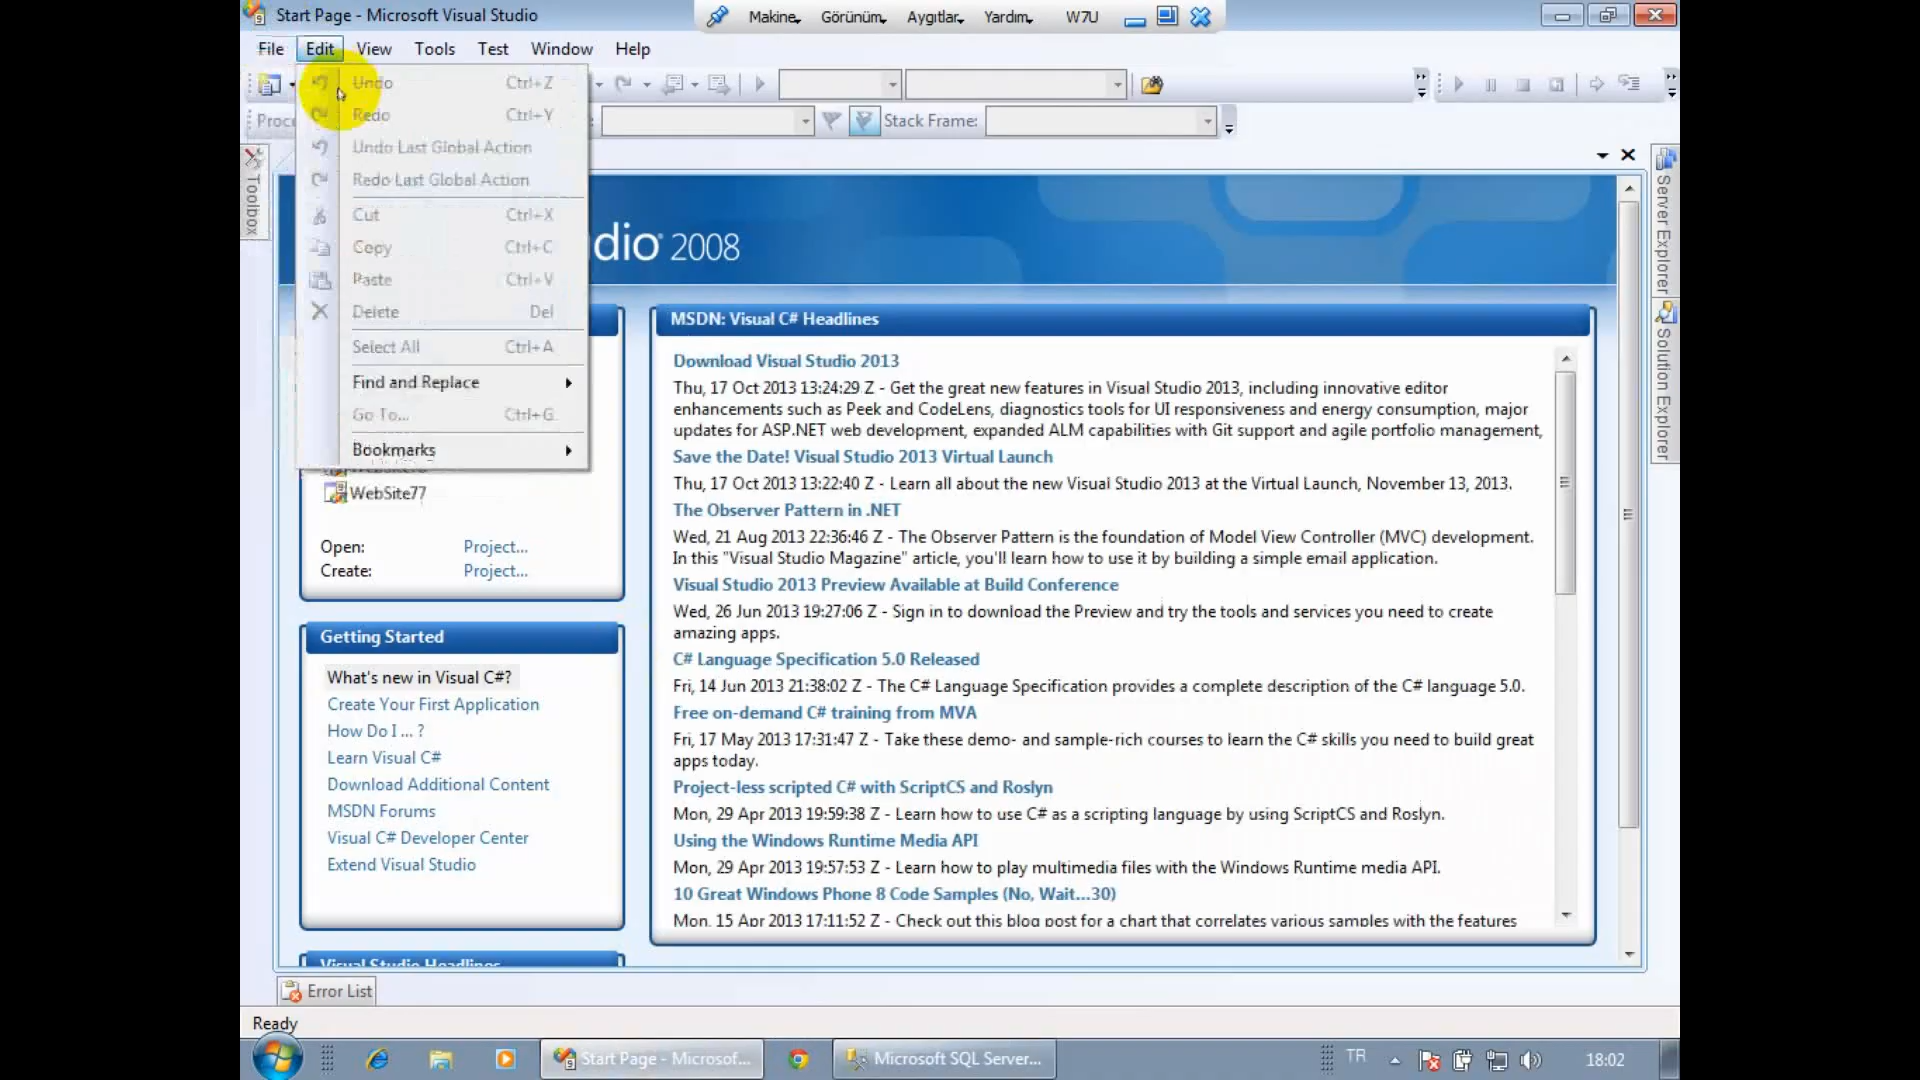 Start Page - Microsoft Visual Studio
Makine Görünüm Aygıtlar Yardım W7U
File Edit View Tools Test Window Help
Undo Ctrl+Z
Redo Ctrl+Y
Undo Last Global Action
Redo Last Global Action
Cut Ctrl+X
Copy Ctrl+C
Paste Ctrl+V
Delete Del
Select All Ctrl+A
Find and Replace
Go To... Ctrl+G
Bookmarks
Stack Frame:
Toolbox
Server Explorer
Solution Explorer
2008
WebSite77
Open: Project...
Create: Project...
Getting Started
What's new in Visual C#?
Create Your First Application
How Do I ... ?
Learn Visual C#
Download Additional Content
MSDN Forums
Visual C# Developer Center
Extend Visual Studio
Visual Studio Headlines
MSDN: Visual C# Headlines
Download Visual Studio 2013
Thu, 17 Oct 2013 13:24:29 Z - Get the great new features in Visual Studio 2013, including innovative editor
enhancements such as Peek and CodeLens, diagnostics tools for UI responsiveness and energy consumption, major
updates for ASP.NET web development, expanded ALM capabilities with Git support and agile portfolio management,
Save the Date! Visual Studio 2013 Virtual Launch
Thu, 17 Oct 2013 13:22:40 Z - Learn all about the new Visual Studio 2013 at the Virtual Launch, November 13, 2013.
The Observer Pattern in .NET
Wed, 21 Aug 2013 22:36:46 Z - The Observer Pattern is the foundation of Model View Controller (MVC) development.
In this "Visual Studio Magazine" article, you'll learn how to use it by building a simple email application.
Visual Studio 2013 Preview Available at Build Conference
Wed, 26 Jun 2013 19:27:06 Z - Sign in to download the Preview and try the tools and services you need to create
amazing apps.
C# Language Specification 5.0 Released
Fri, 14 Jun 2013 21:38:02 Z - The C# Language Specification provides a complete description of the C# language 5.0.
Free on-demand C# training from MVA
Fri, 17 May 2013 17:31:47 Z - Take these demo- and sample-rich courses to learn the C# skills you need to build great
apps today.
Project-less scripted C# with ScriptCS and Roslyn
Mon, 29 Apr 2013 19:59:38 Z - Learn how to use C# as a scripting language by using ScriptCS and Roslyn.
Using the Windows Runtime Media API
Mon, 29 Apr 2013 19:57:53 Z - Learn how to play multimedia files with the Windows Runtime media API.
10 Great Windows Phone 8 Code Samples (No, Wait...30)
Mon, 15 Apr 2013 17:11:52 Z - Check out this blog post for a chart that correlates various samples with the features
Error List
Ready
Start Page - Microsof...
Microsoft SQL Server...
TR
18:02